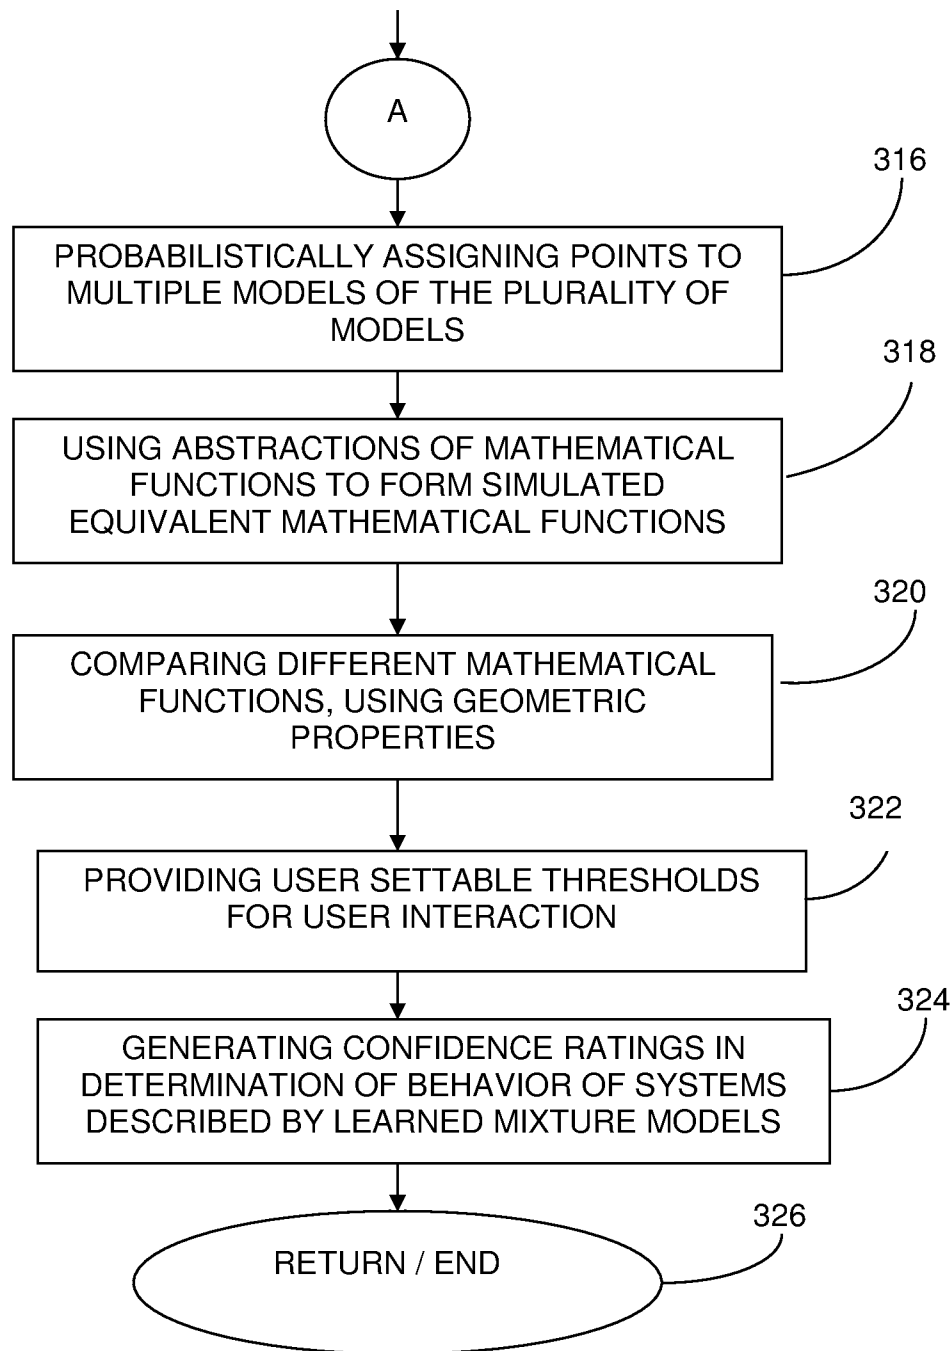 A
316
PROBABILISTICALLY ASSIGNING POINTS TO
MULTIPLE MODELS OF THE PLURALITY OF
MODELS
318
USING ABSTRACTIONS OF MATHEMATICAL
FUNCTIONS TO FORM SIMULATED
EQUIVALENT MATHEMATICAL FUNCTIONS
320
COMPARING DIFFERENT MATHEMATICAL
FUNCTIONS, USING GEOMETRIC
PROPERTIES
322
PROVIDING USER SETTABLE THRESHOLDS
FOR USER INTERACTION
324
GENERATING CONFIDENCE RATINGS IN
DETERMINATION OF BEHAVIOR OF SYSTEMS
DESCRIBED BY LEARNED MIXTURE MODELS
326
RETURN / END